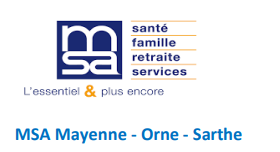 msa
santé
famille
retraite
services
L'essentiel & plus encore
MSA Mayenne - Orne - Sarthe